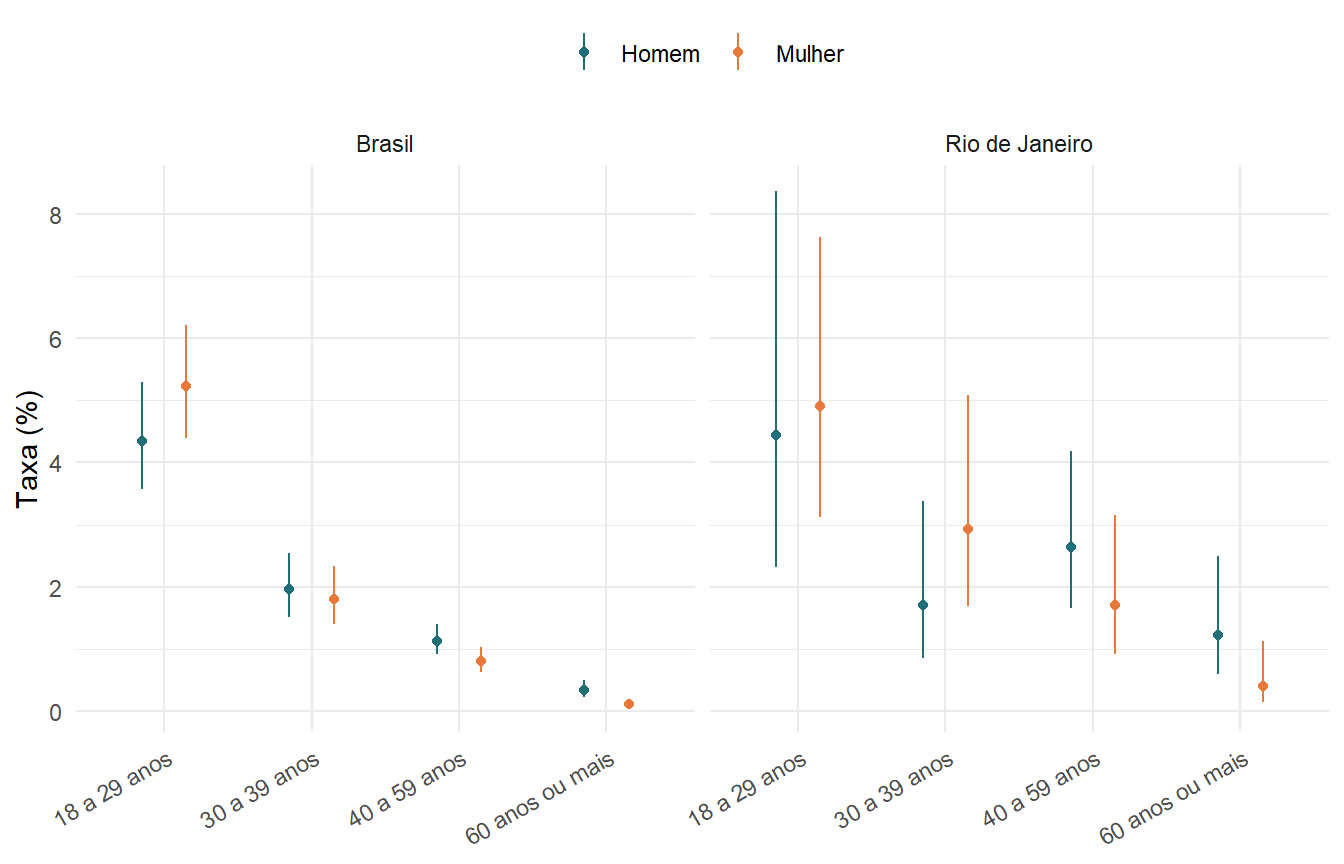 Homem Mulher
Brasil
Rio de Janeiro
Taxa (%)
8
6
4
2
0
18 a 29 anos
30 a 39 anos
40 a 59 anos
60 anos ou mais
18 a 29 anos
30 a 39 anos
40 a 59 anos
60 anos ou mais